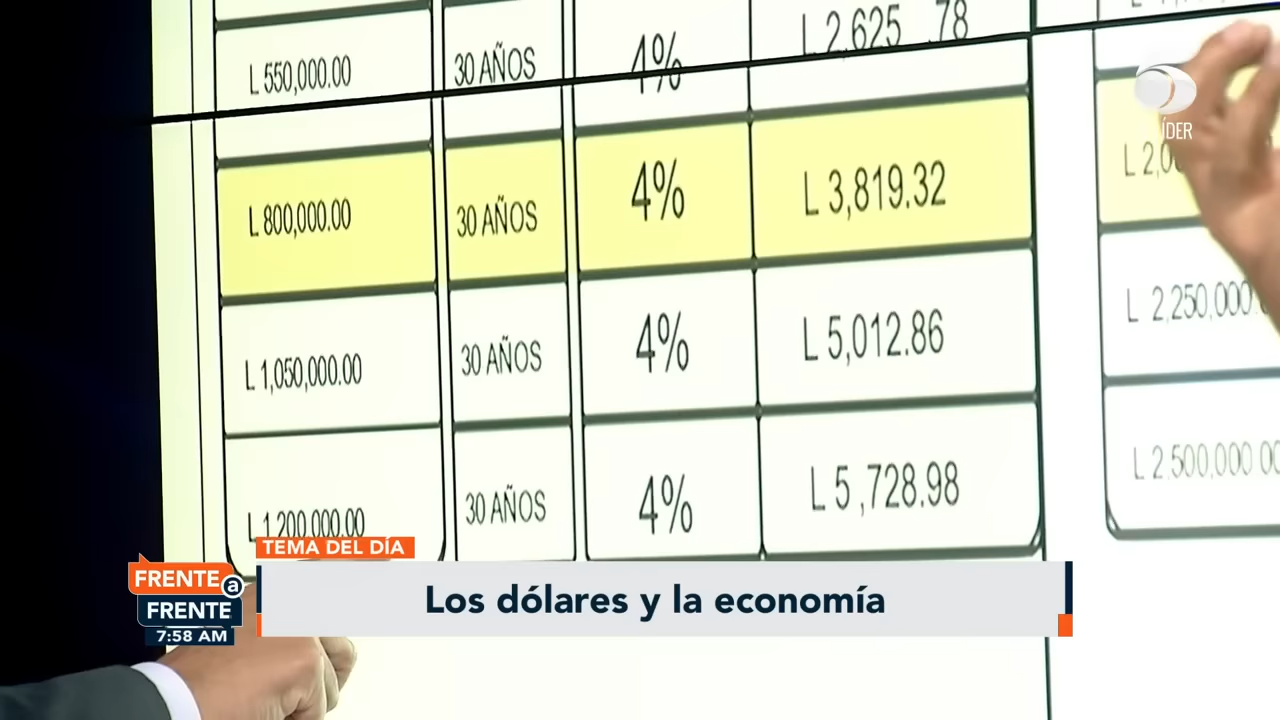 L 550,000.00 30 AÑOS 4% L 2,625 .78
L 800,000.00 30 AÑOS 4% L 3,819.32
L 1,050,000.00 30 AÑOS 4% L 5,012.86 L 2,250,000.
L 1,200,000.00 30 AÑOS 4% L 5,728.98 L 2,500,000.00
ÍDER
TEMA DEL DÍA
Los dólares y la economía
FRENTE a
FRENTE
7:58 AM